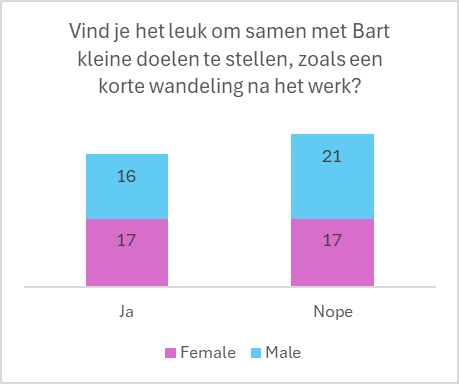 Vind je het leuk om samen met Bart
kleine doelen te stellen, zoals een
korte wandeling na het werk?
16
21
17
17
Ja
Nope
Female
Male